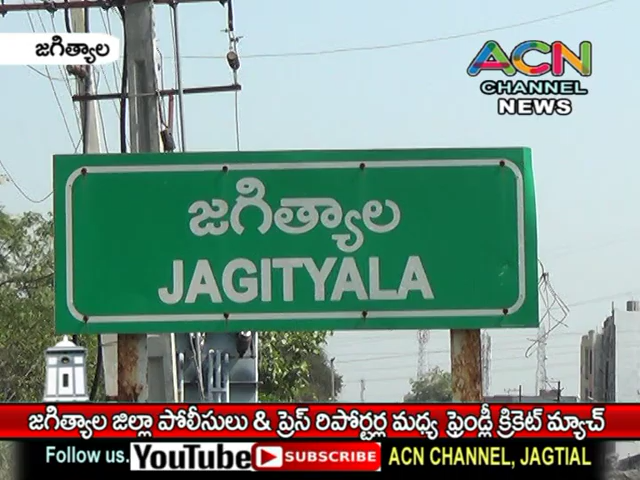 జగిత్యాల
ACN
CHANNEL
NEWS
జగిత్యాల
JAGITYALA
జగిత్యాల జిల్లా పోలీసులు & ప్రెస్ రిపోర్టర్ల మధ్య ఫ్రెండ్లీ క్రికెట్ మ్యాచ్
Follow us. YouTube SUBSCRIBE ACN CHANNEL, JAGTIAL